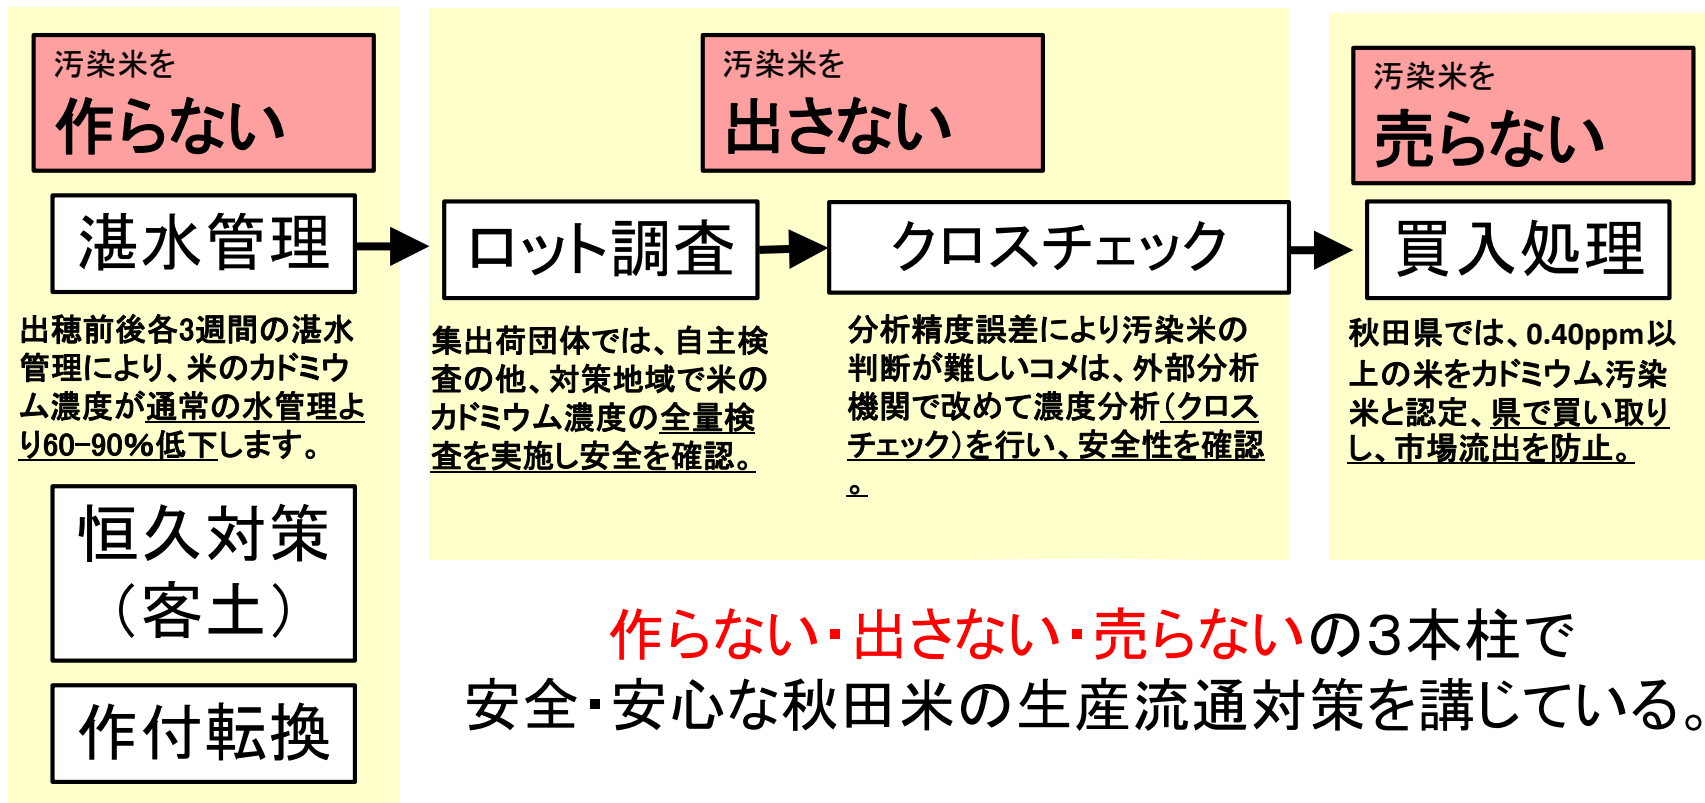 汚染米を
作らない
湛水管理
出穂前後各3週間の湛水
管理により、米のカドミウ
ム濃度が通常の水管理よ
り60-90%低下します。
恒久対策
（客土）
作付転換
汚染米を
出さない
ロット調査
集出荷団体では、自主検
査の他、対策地域で米の
カドミウム濃度の全量検
査を実施し安全を確認。
クロスチェック
分析精度誤差により汚染米の
判断が難しいコメは、外部分析
機関で改めて濃度分析(クロス
チェック)を行い、安全性を確認
。
汚染米を
売らない
買入処理
秋田県では、0.40ppm以
上の米をカドミウム汚染
米と認定、県で買い取り
し、市場流出を防止。
作らない・出さない・売らないの３本柱で
安全・安心な秋田米の生産流通対策を講じている。